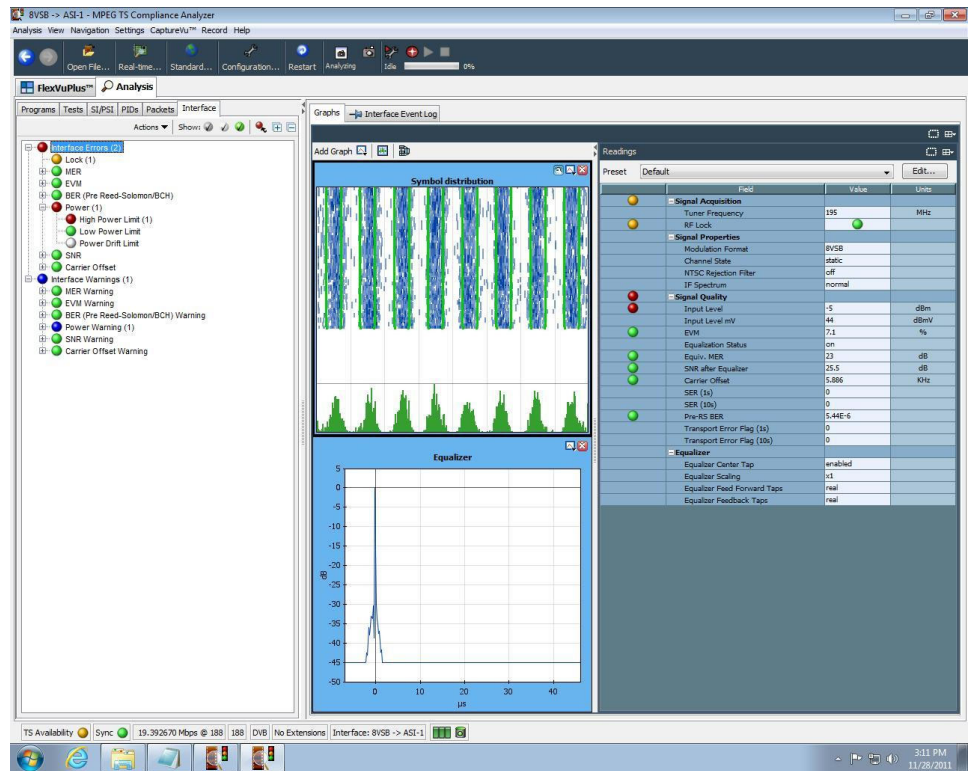 8VSB -> ASI-1 - MPEG TS Compliance Analyzer
Analysis View Navigation Settings CaptureVu™ Record Help
Open File... Real-time... Standard... Configuration... Restart Analyzing Idle 0%
FlexVuPlus™ Analysis
Programs Tests SI/PSI PIDs Packets Interface
Actions Show:
Interface Errors (2)
Lock (1)
MER
EVM
BER (Pre Reed-Solomon/BCH)
Power (1)
High Power Limit (1)
Low Power Limit
Power Drift Limit
SNR
Carrier Offset
Interface Warnings (1)
MER Warning
EVM Warning
BER (Pre Reed-Solomon/BCH) Warning
Power Warning (1)
SNR Warning
Carrier Offset Warning
Graphs Interface Event Log
Add Graph
Symbol distribution
Equalizer
5
0
-5
-10
-15
-20
-25
-30
-35
-40
-45
-50
dB
0 10 20 30 40
µs
Readings
Preset Default Edit...
Field Value Units
Signal Acquisition
Tuner Frequency 195 MHz
RF Lock
Signal Properties
Modulation Format 8VSB
Channel State static
NTSC Rejection Filter off
IF Spectrum normal
Signal Quality
Input Level -5 dBm
Input Level mV 44 dBmV
EVM 7.1 %
Equalization Status on
Equiv. MER 23 dB
SNR after Equalizer 25.5 dB
Carrier Offset 5.886 KHz
SER (1s) 0
SER (10s) 0
Pre-RS BER 5.44E-6
Transport Error Flag (1s) 0
Transport Error Flag (10s) 0
Equalizer
Equalizer Center Tap enabled
Equalizer Scaling x1
Equalizer Feed Forward Taps real
Equalizer Feedback Taps real
TS Availability Sync 19.392670 Mbps @ 188 188 DVB No Extensions Interface: 8VSB -> ASI-1
3:11 PM
11/28/2011